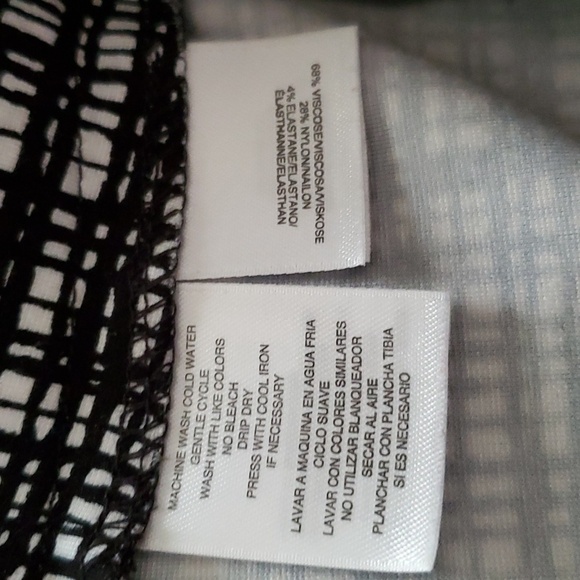 68% VISCOSE/VISCOSA/VISKOSE
28% NYLON/NAILON
4% ELASTANE/ELASTANO/
ÉLASTHANNE/ELASTHAN
MACHINE WASH COLD WATER
GENTLE CYCLE
WASH WITH LIKE COLORS
NO BLEACH
DRIP DRY
PRESS WITH COOL IRON
IF NECESSARY
LAVAR A MAQUINA EN AGUA FRIA
CICLO SUAVE
LAVAR CON COLORES SIMILARES
NO UTILIZAR BLANQUEADOR
SECAR AL AIRE
PLANCHAR CON PLANCHA TIBIA
SI ES NECESARIO